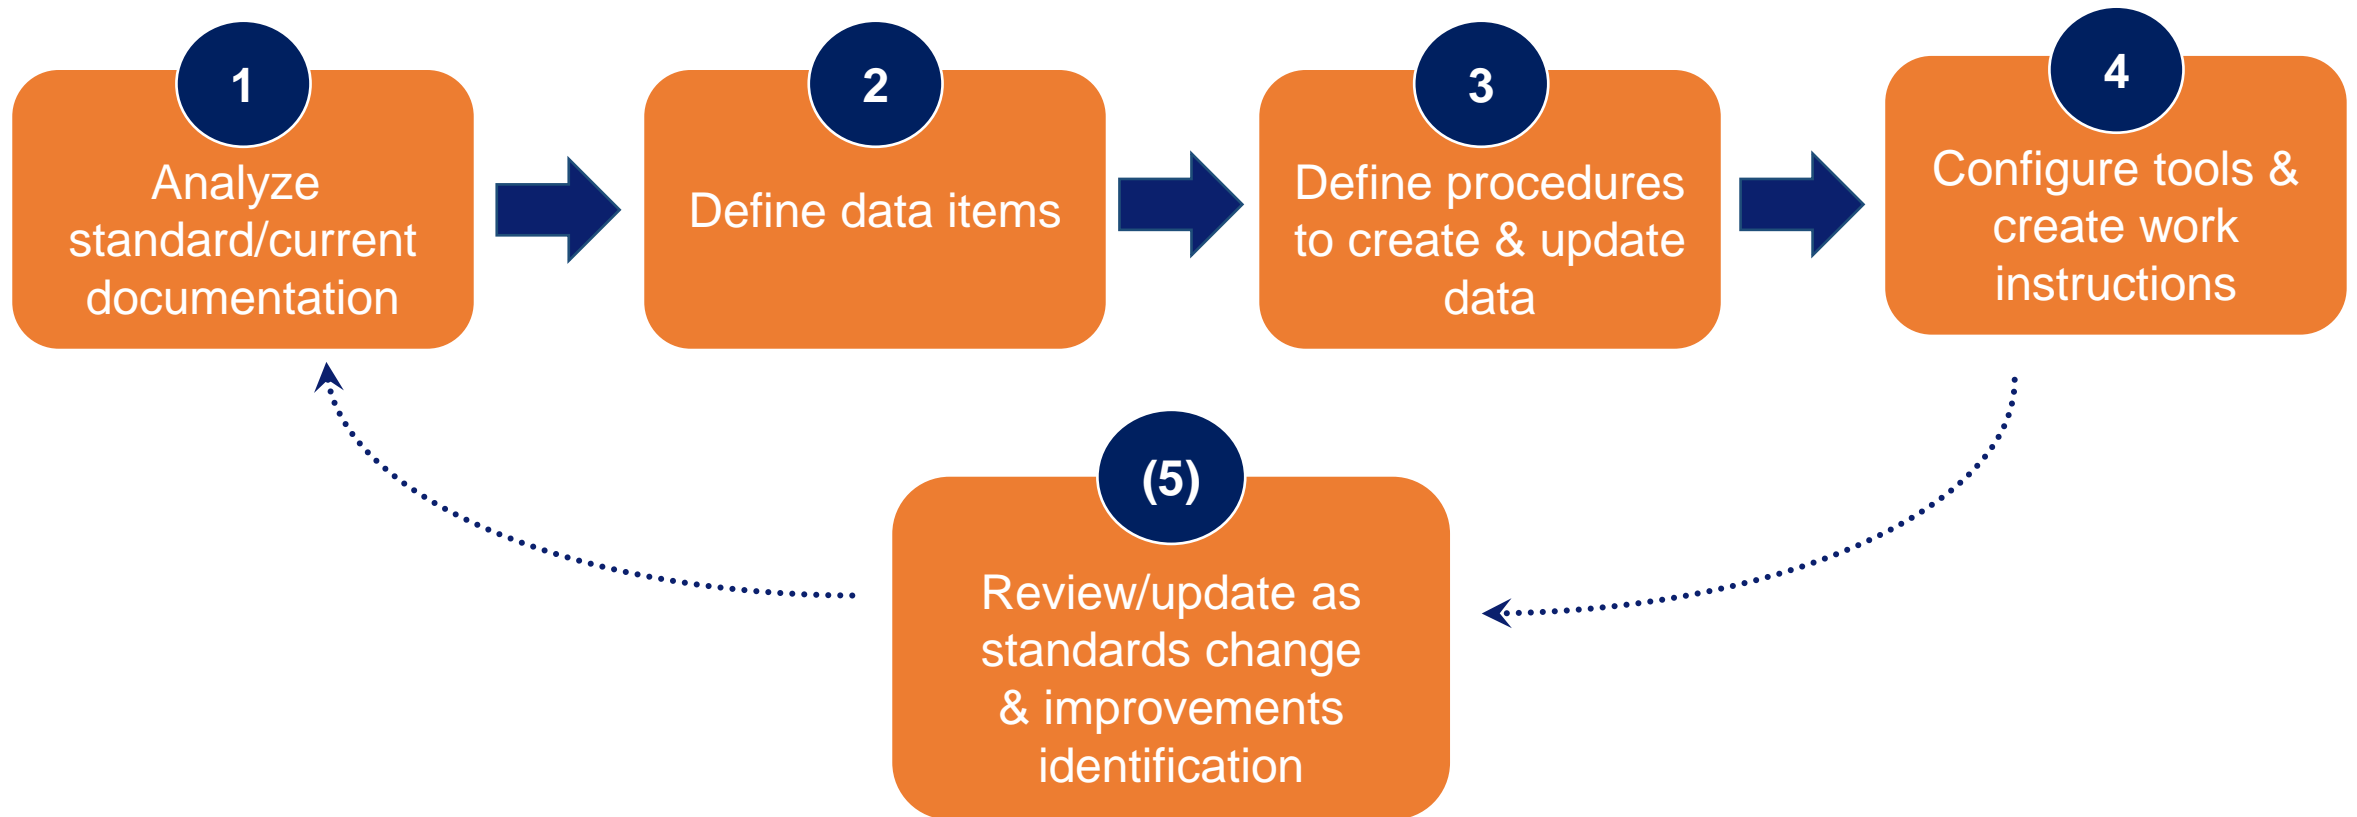 1
Analyze
standard/current
documentation
2
Define data items
3
Define procedures
to create & update
data
4
Configure tools &
create work
instructions
(5)
Review/update as
standards change
& improvements
identification